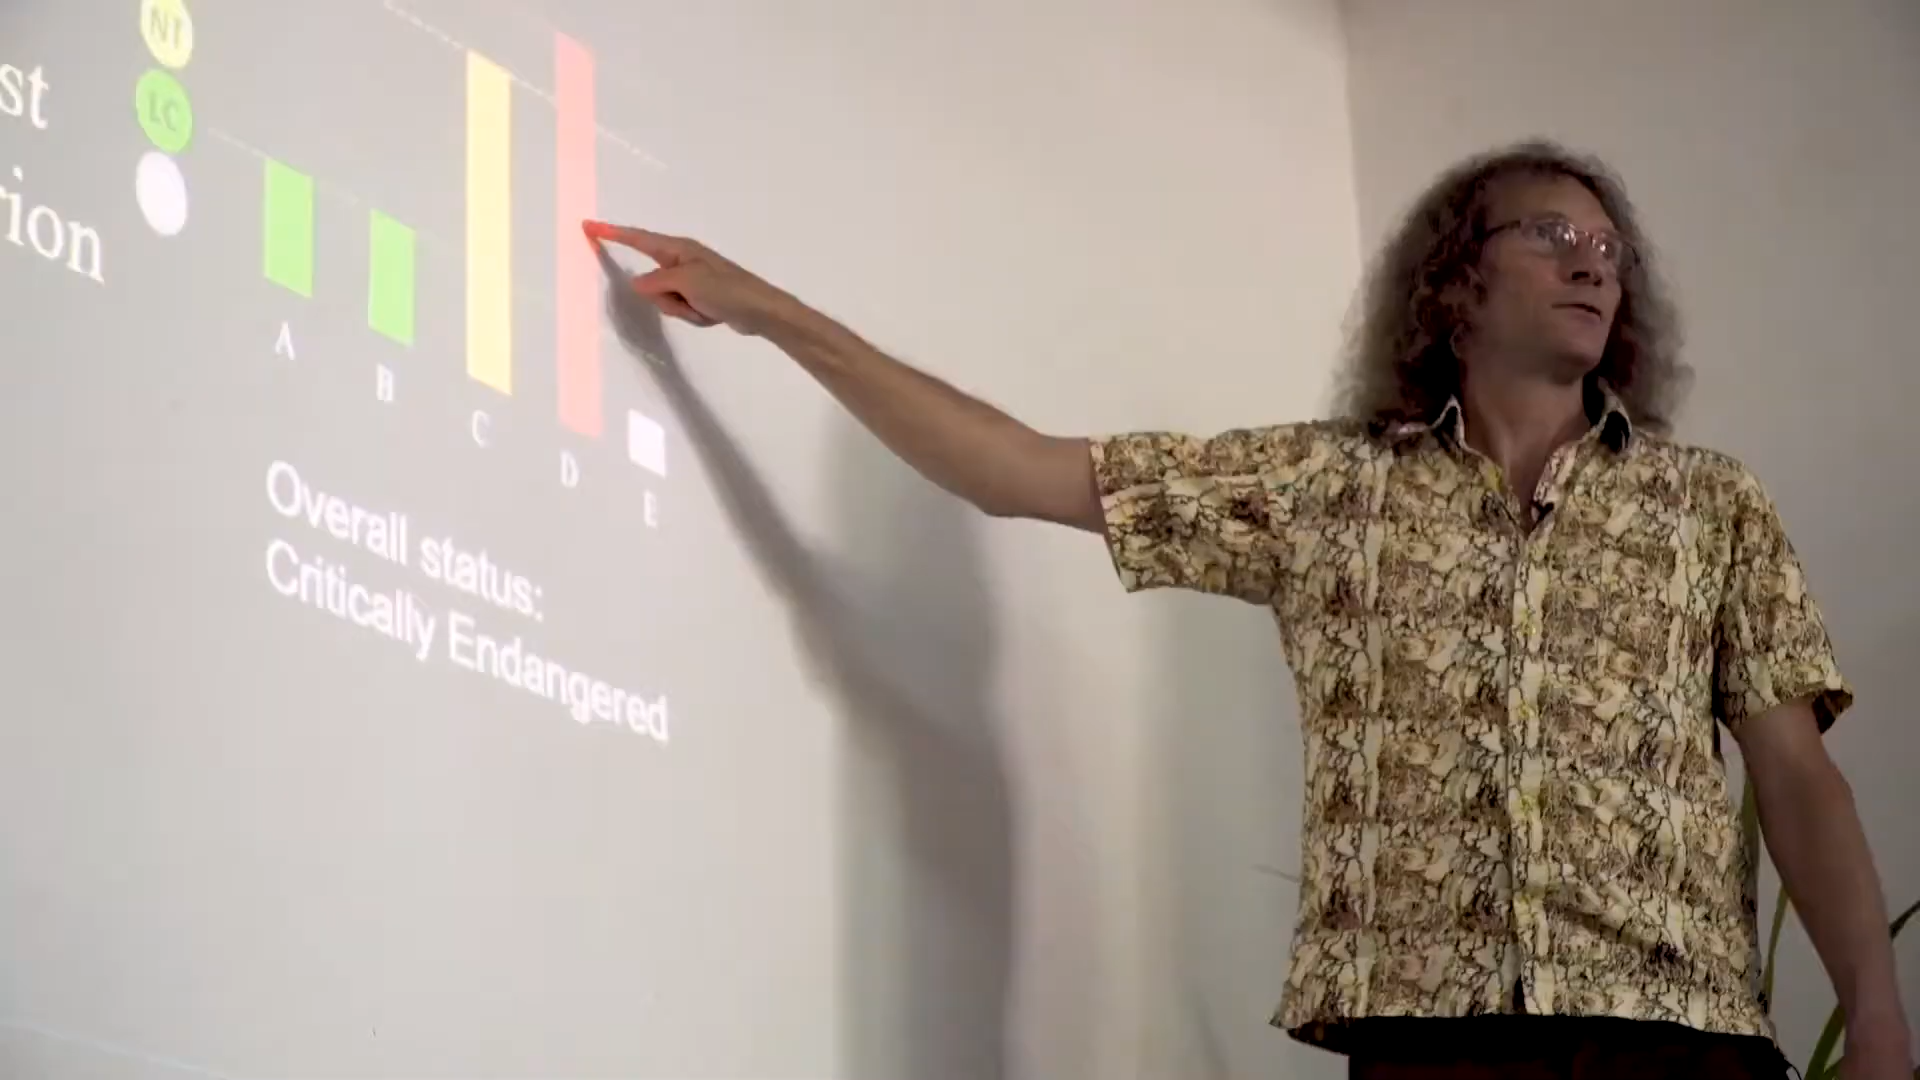 st
rion
NT
LC
A
B
C
D
E
Overall status:
Critically Endangered